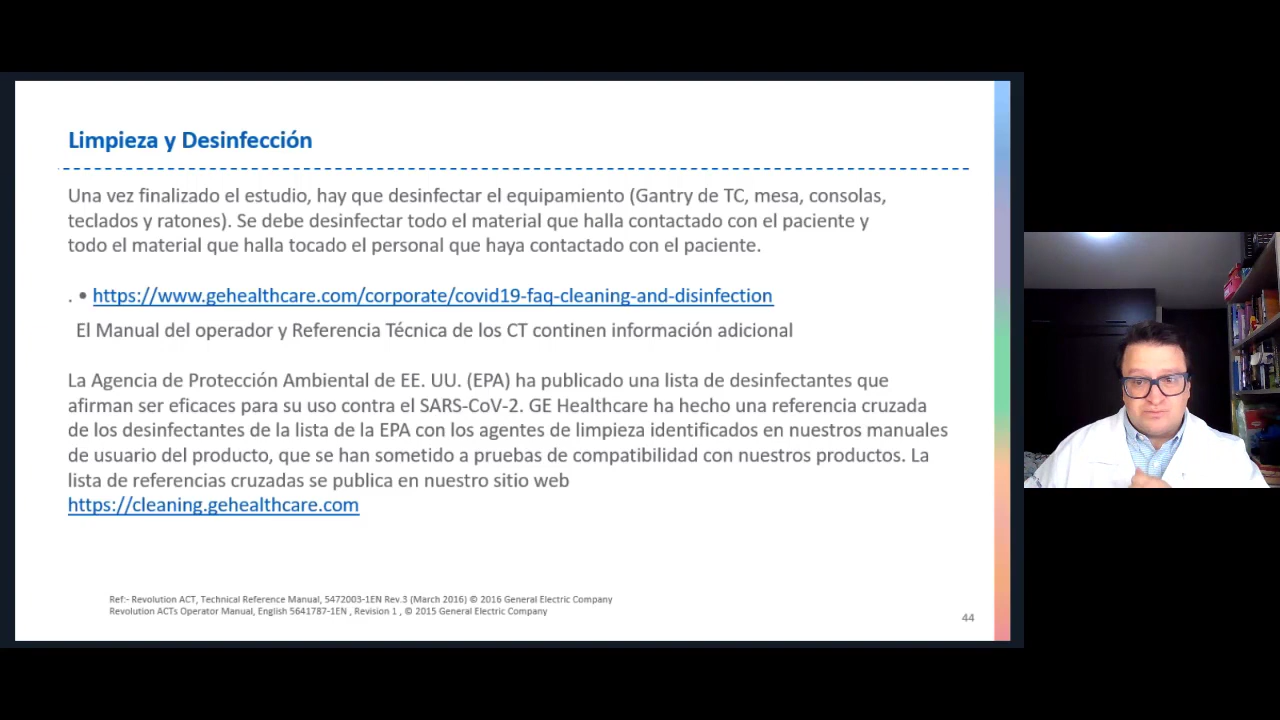 Limpieza y Desinfección
Una vez finalizado el estudio, hay que desinfectar el equipamiento (Gantry de TC, mesa, consolas,
teclados y ratones). Se debe desinfectar todo el material que halla contactado con el paciente y
todo el material que halla tocado el personal que haya contactado con el paciente.
. • https://www.gehealthcare.com/corporate/covid19-faq-cleaning-and-disinfection
El Manual del operador y Referencia Técnica de los CT continen información adicional
La Agencia de Protección Ambiental de EE. UU. (EPA) ha publicado una lista de desinfectantes que
afirman ser eficaces para su uso contra el SARS-CoV-2. GE Healthcare ha hecho una referencia cruzada
de los desinfectantes de la lista de la EPA con los agentes de limpieza identificados en nuestros manuales
de usuario del producto, que se han sometido a pruebas de compatibilidad con nuestros productos. La
lista de referencias cruzadas se publica en nuestro sitio web
https://cleaning.gehealthcare.com
Ref:- Revolution ACT, Technical Reference Manual, 5472003-1EN Rev.3 (March 2016) © 2016 General Electric Company
Revolution ACTs Operator Manual, English 5641787-1EN , Revision 1 , © 2015 General Electric Company
44